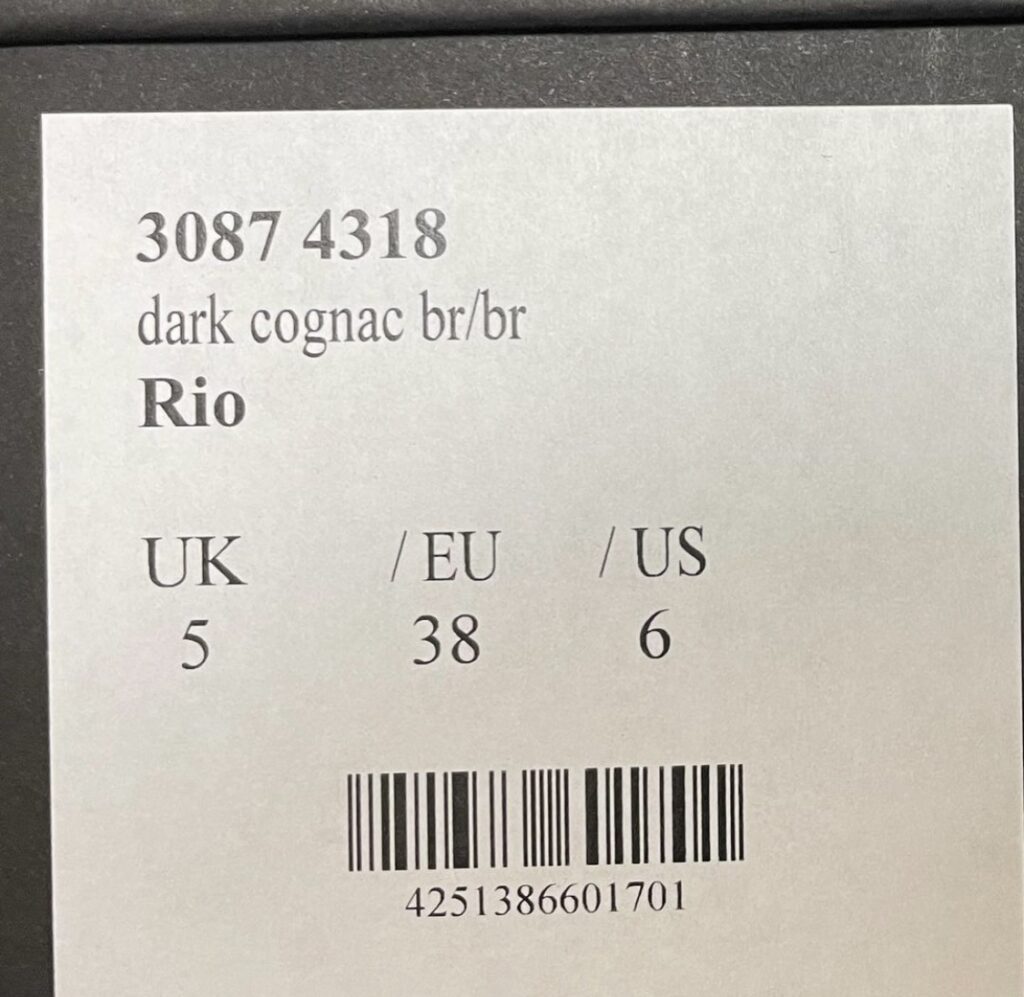 3087 4318
dark cognac br/br
Rio
UK / EU / US
5 38 6
4251386601701